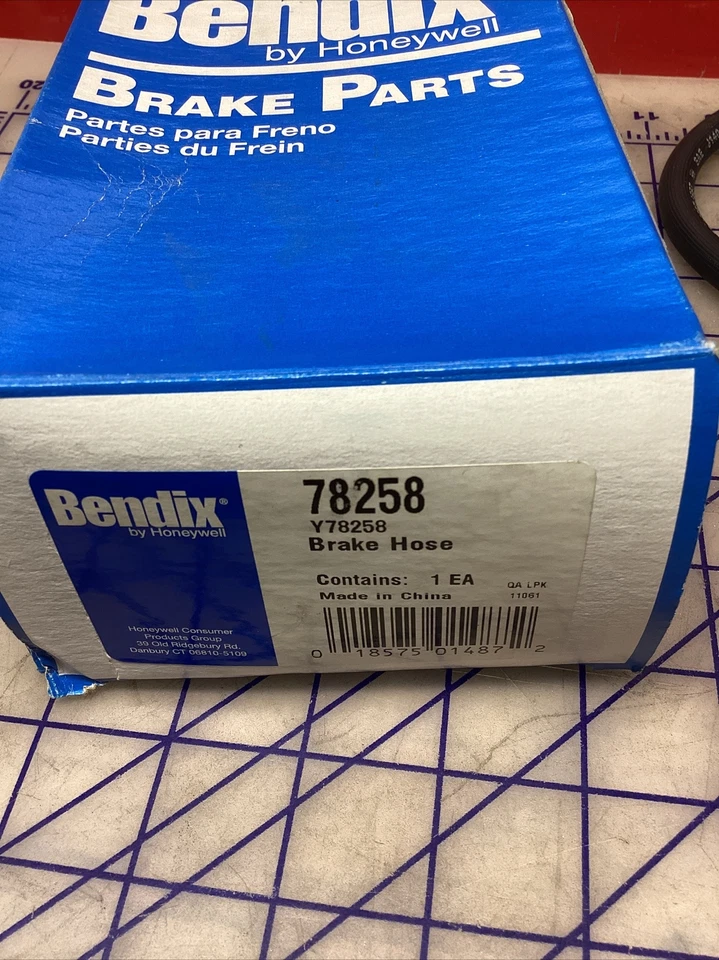 Bendix
by Honeywell
BRAKE PARTS
Partes para Freno
Parties du Frein
20
11
Bendix®
by Honeywell
Honeywell Consumer
Products Group
39 Old Ridgebury Rd.
Danbury CT 06810-5109
78258
Y78258
Brake Hose
Contains: 1 EA
QA LPK
Made in China
11061
0 18575 01487 2